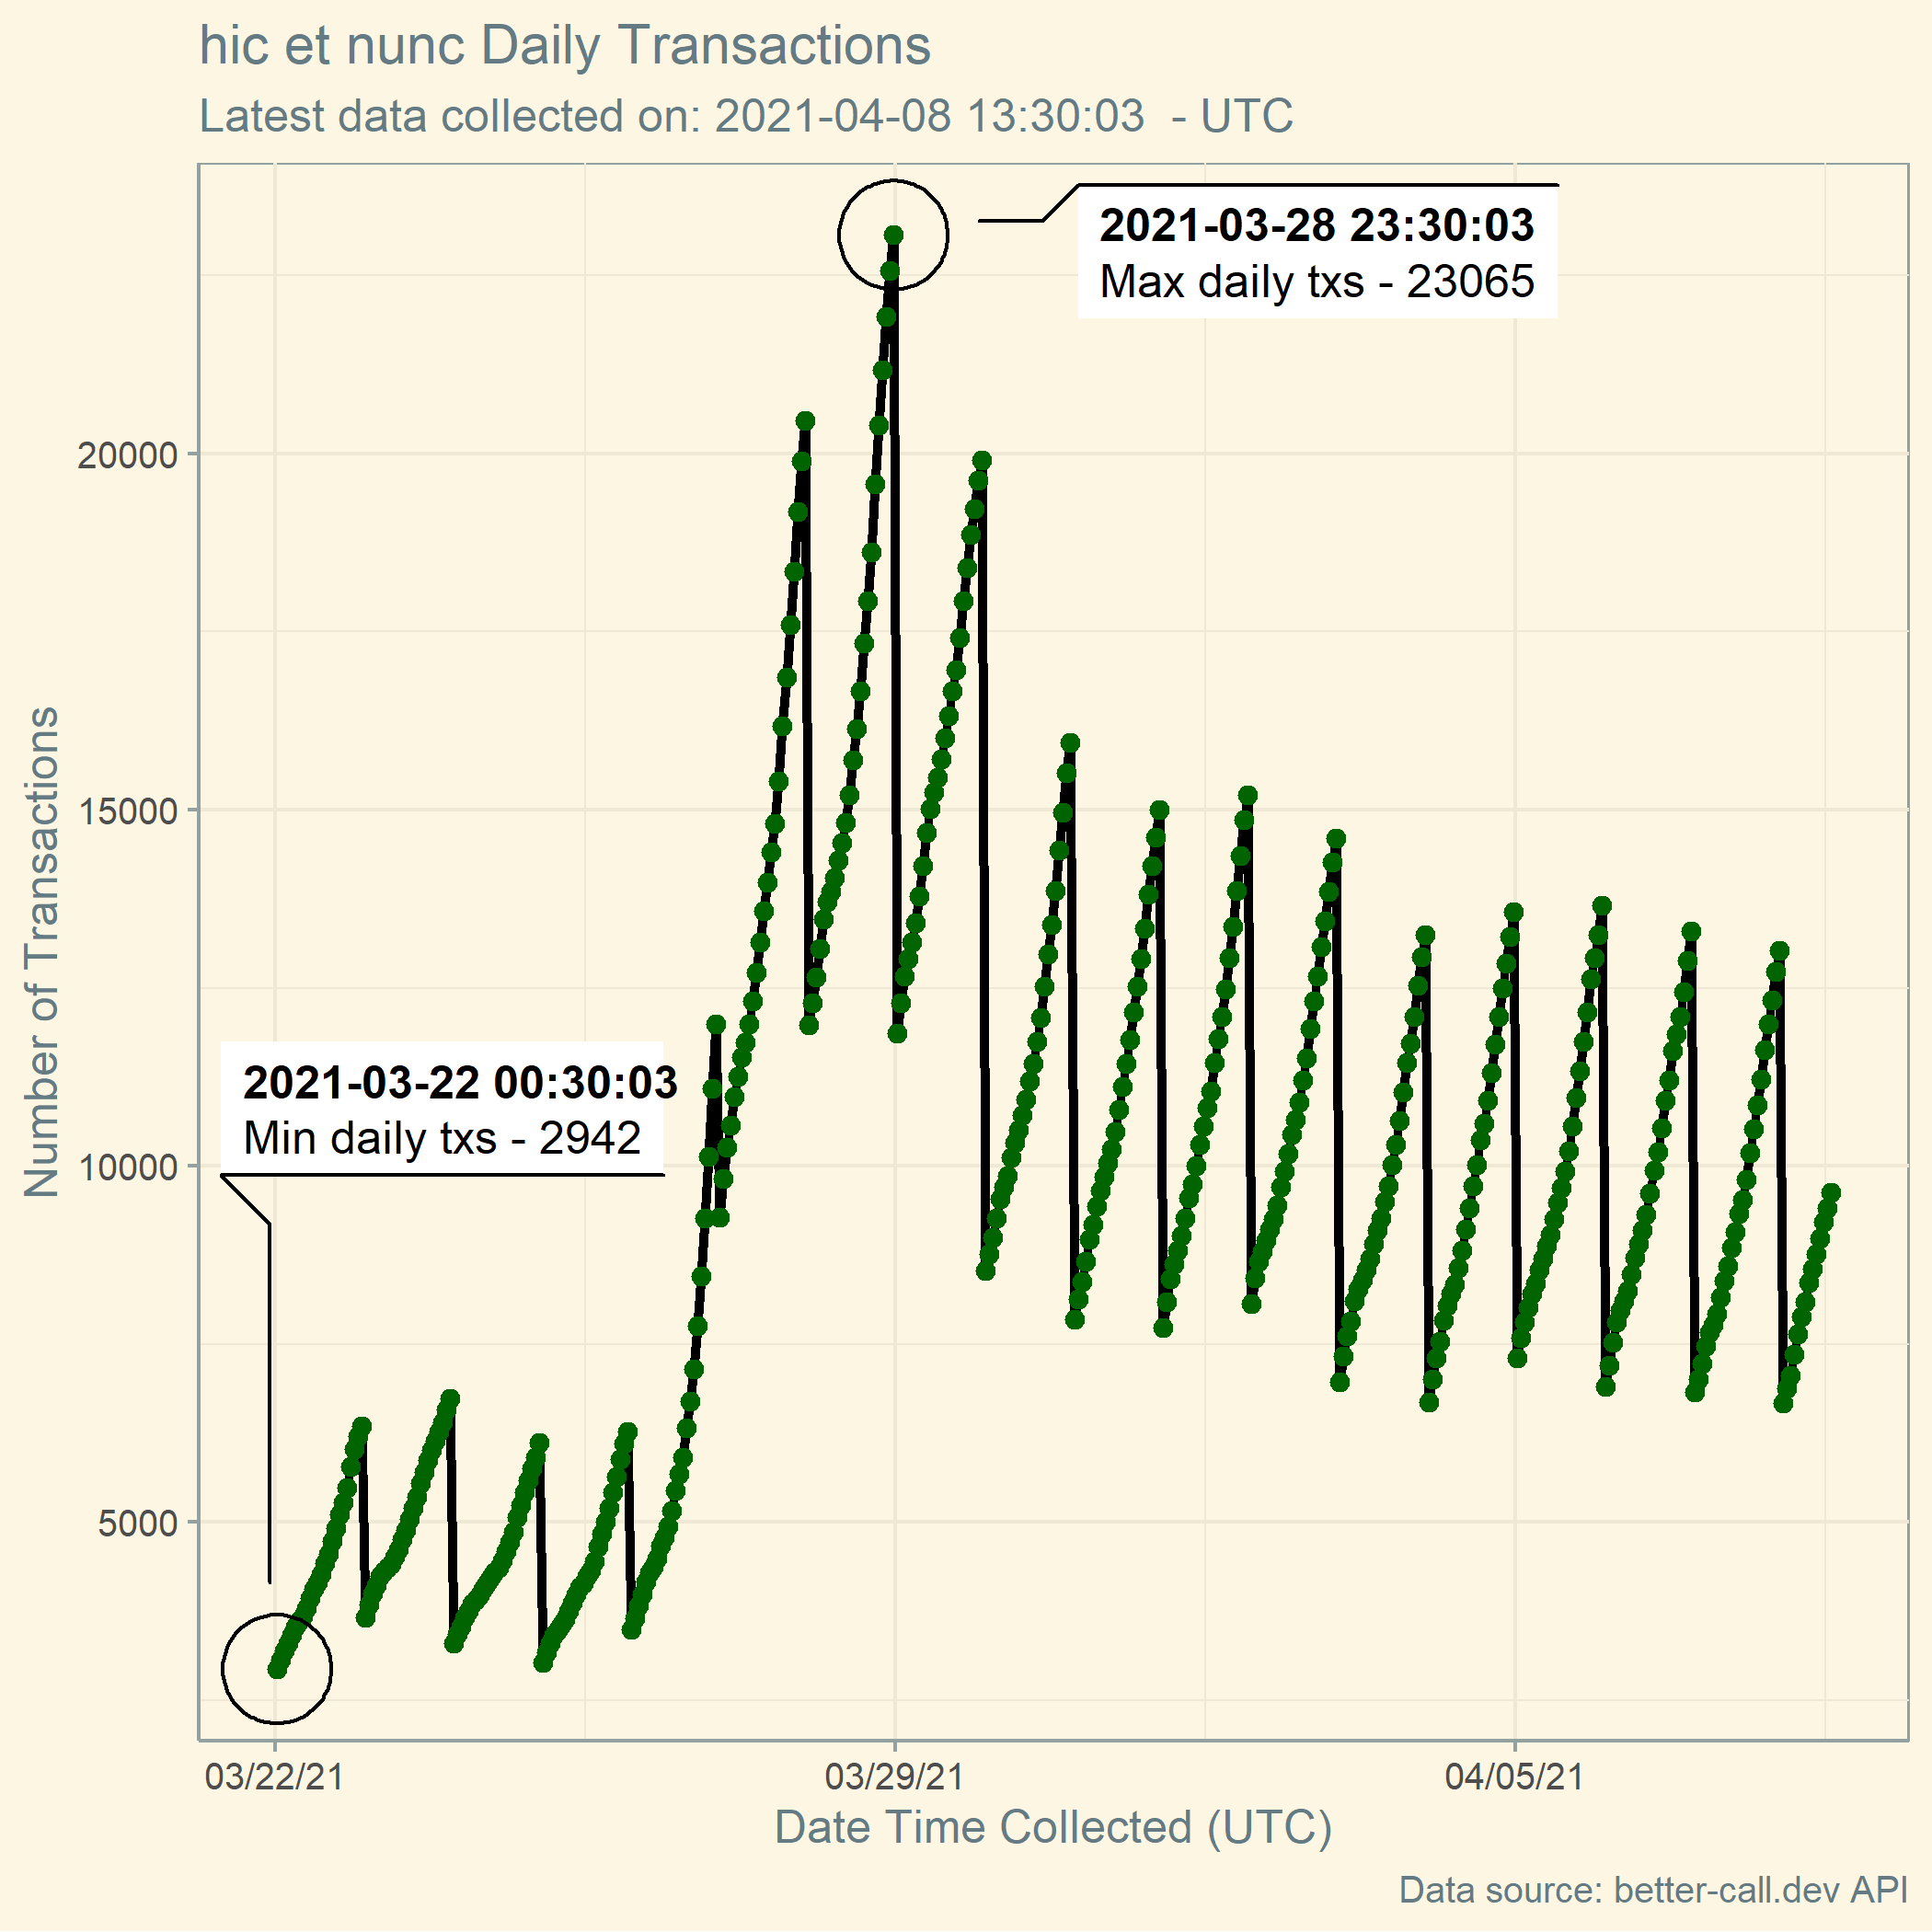 hic et nunc Daily Transactions
Latest data collected on: 2021-04-08 13:30:03  - UTC
2021-03-28 23:30:03
Max daily txs - 23065
2021-03-22 00:30:03
Min daily txs - 2942
Number of Transactions
20000
15000
10000
5000
03/22/21
03/29/21
04/05/21
Date Time Collected (UTC)
Data source: better-call.dev API